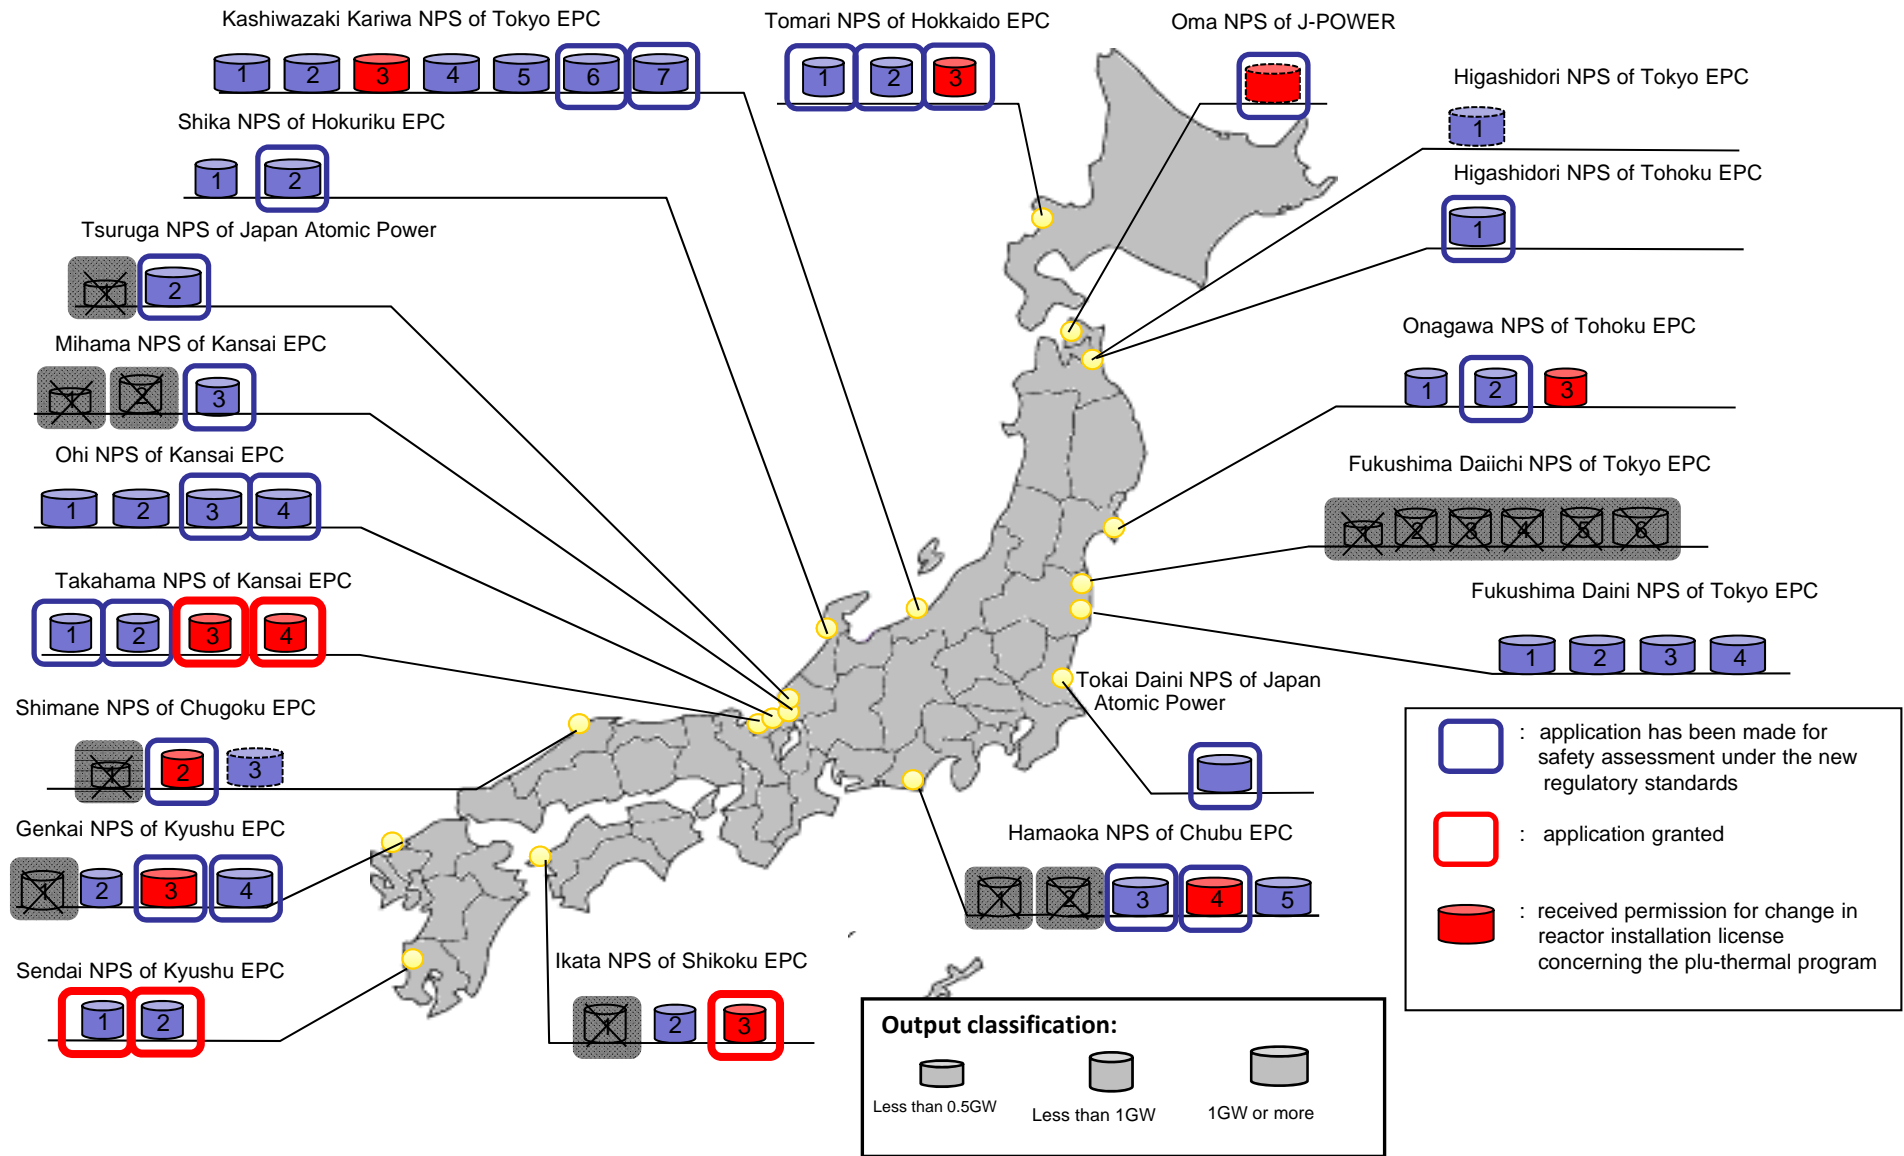 Kashiwazaki Kariwa NPS of Tokyo EPC
1 2 3 4 5 6 7
Tomari NPS of Hokkaido EPC
1 2 3
Oma NPS of J-POWER
Higashidori NPS of Tokyo EPC
1
Shika NPS of Hokuriku EPC
1 2
Higashidori NPS of Tohoku EPC
1
Tsuruga NPS of Japan Atomic Power
1 2
Mihama NPS of Kansai EPC
1 2 3
Onagawa NPS of Tohoku EPC
1 2 3
Ohi NPS of Kansai EPC
1 2 3 4
Fukushima Daiichi NPS of Tokyo EPC
1 2 3 4 5 6
Takahama NPS of Kansai EPC
1 2 3 4
Fukushima Daini NPS of Tokyo EPC
1 2 3 4
Shimane NPS of Chugoku EPC
1 2 3
Tokai Daini NPS of Japan
Atomic Power
Genkai NPS of Kyushu EPC
1 2 3 4
Hamaoka NPS of Chubu EPC
1 2 3 4 5
Sendai NPS of Kyushu EPC
1 2
Ikata NPS of Shikoku EPC
1 2 3
: application has been made for
safety assessment under the new
regulatory standards
: application granted
: received permission for change in
reactor installation license
concerning the plu-thermal program
Output classification:
Less than 0.5GW
Less than 1GW
1GW or more